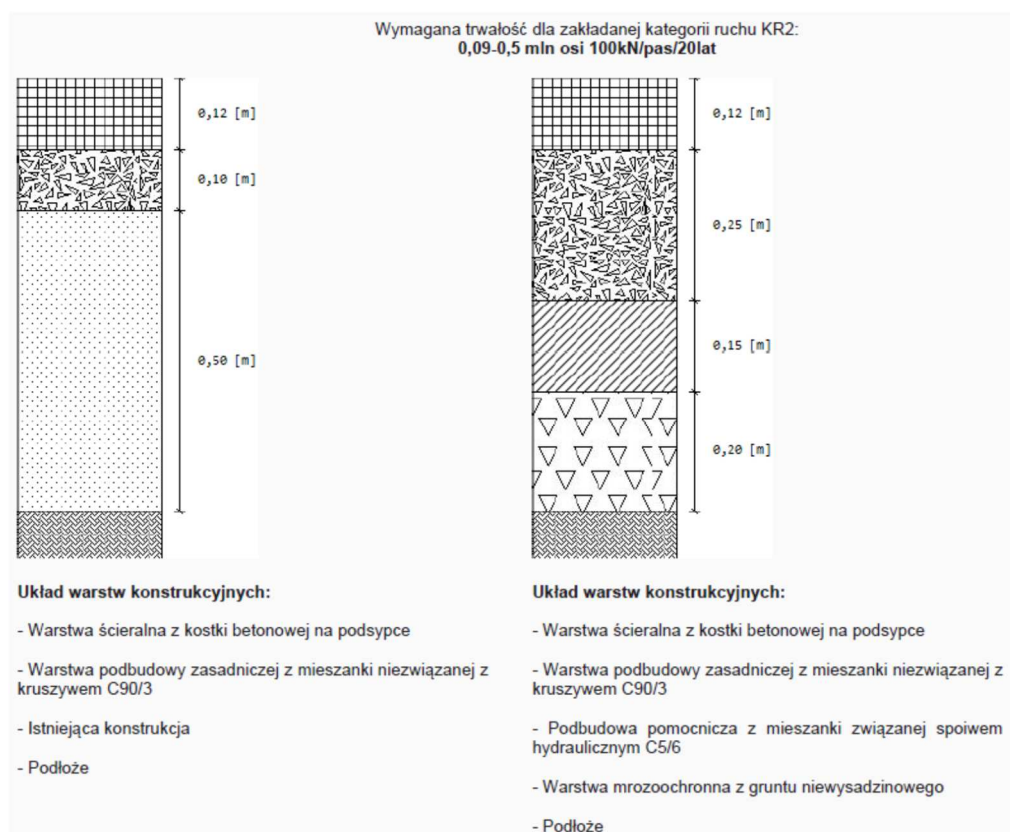 Wymagana trwałość dla zakładanej kategorii ruchu KR2:
0,09-0,5 mln osi 100kN/pas/20lat
0,12 [m]
0,10 [m]
0,50 [m]
Układ warstw konstrukcyjnych:
- Warstwa ścieralna z kostki betonowej na podsypce
- Warstwa podbudowy zasadniczej z mieszanki niezwiązanej z
kruszywem C90/3
- Istniejąca konstrukcja
- Podłoże
0,12 [m]
0,25 [m]
0,15 [m]
0,20 [m]
Układ warstw konstrukcyjnych:
- Warstwa ścieralna z kostki betonowej na podsypce
- Warstwa podbudowy zasadniczej z mieszanki niezwiązanej z
kruszywem C90/3
- Podbudowa pomocnicza z mieszanki związanej spoiwem
hydraulicznym C5/6
- Warstwa mrozoochronna z gruntu niewysadzinowego
- Podłoże